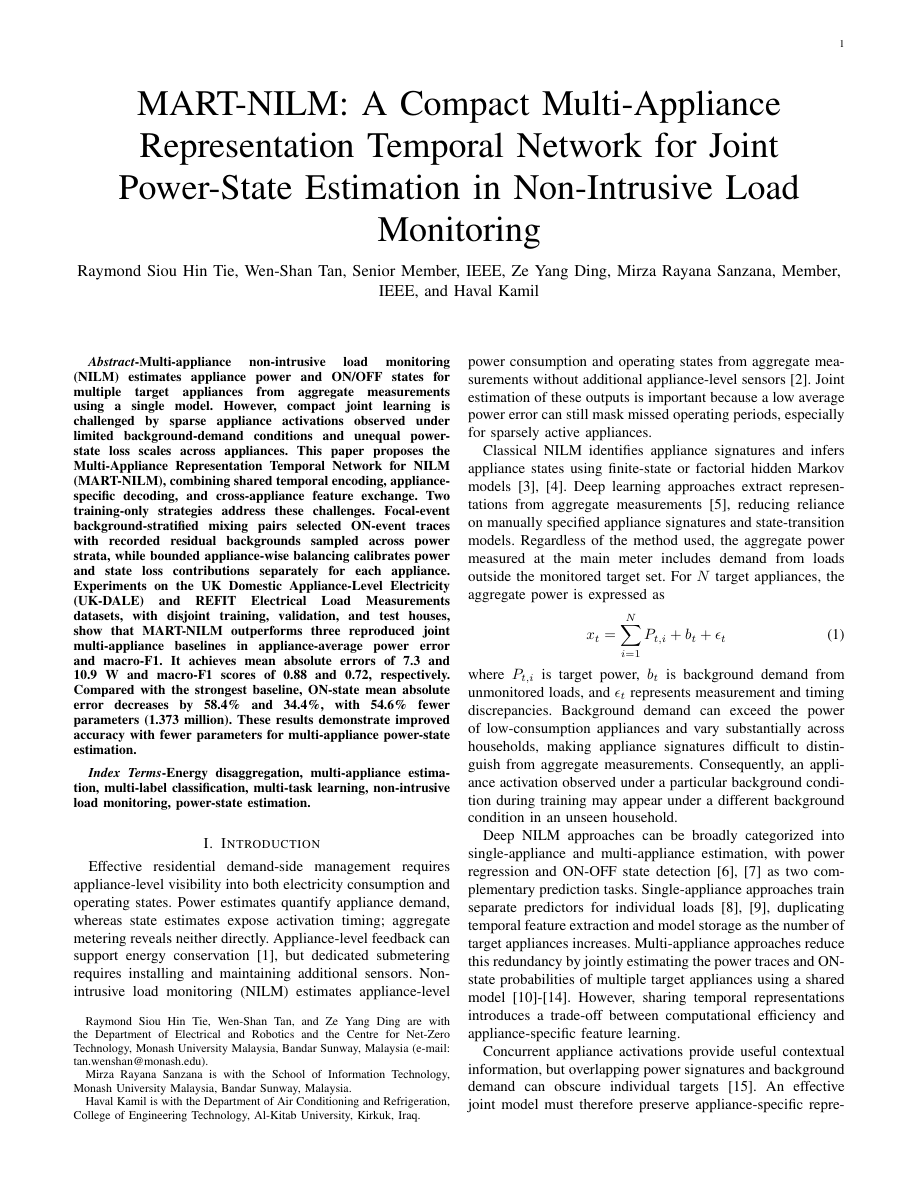 1
MART-NILM: A Compact Multi-Appliance
Representation Temporal Network for Joint
Power-State Estimation in Non-Intrusive Load
Monitoring
Raymond Siou Hin Tie, Wen-Shan Tan, Senior Member, IEEE, Ze Yang Ding, Mirza Rayana Sanzana, Member,
IEEE, and Haval Kamil
Abstract-Multi-appliance non-intrusive load monitoring
(NILM) estimates appliance power and ON/OFF states for
multiple target appliances from aggregate measurements
using a single model. However, compact joint learning is
challenged by sparse appliance activations observed under
limited background-demand conditions and unequal power-
state loss scales across appliances. This paper proposes the
Multi-Appliance Representation Temporal Network for NILM
(MART-NILM), combining shared temporal encoding, appliance-
specific decoding, and cross-appliance feature exchange. Two
training-only strategies address these challenges. Focal-event
background-stratified mixing pairs selected ON-event traces
with recorded residual backgrounds sampled across power
strata, while bounded appliance-wise balancing calibrates power
and state loss contributions separately for each appliance.
Experiments on the UK Domestic Appliance-Level Electricity
(UK-DALE) and REFIT Electrical Load Measurements
datasets, with disjoint training, validation, and test houses,
show that MART-NILM outperforms three reproduced joint
multi-appliance baselines in appliance-average power error
and macro-F1. It achieves mean absolute errors of 7.3 and
10.9 W and macro-F1 scores of 0.88 and 0.72, respectively.
Compared with the strongest baseline, ON-state mean absolute
error decreases by 58.4% and 34.4%, with 54.6% fewer
parameters (1.373 million). These results demonstrate improved
accuracy with fewer parameters for multi-appliance power-state
estimation.
Index Terms-Energy disaggregation, multi-appliance estima-
tion, multi-label classification, multi-task learning, non-intrusive
load monitoring, power-state estimation.
I. INTRODUCTION
Effective residential demand-side management requires
appliance-level visibility into both electricity consumption and
operating states. Power estimates quantify appliance demand,
whereas state estimates expose activation timing; aggregate
metering reveals neither directly. Appliance-level feedback can
support energy conservation [1], but dedicated submetering
requires installing and maintaining additional sensors. Non-
intrusive load monitoring (NILM) estimates appliance-level
Raymond Siou Hin Tie, Wen-Shan Tan, and Ze Yang Ding are with
the Department of Electrical and Robotics and the Centre for Net-Zero
Technology, Monash University Malaysia, Bandar Sunway, Malaysia (e-mail:
tan.wenshan@monash.edu).
Mirza Rayana Sanzana is with the School of Information Technology,
Monash University Malaysia, Bandar Sunway, Malaysia.
Haval Kamil is with the Department of Air Conditioning and Refrigeration,
College of Engineering Technology, Al-Kitab University, Kirkuk, Iraq.
power consumption and operating states from aggregate mea-
surements without additional appliance-level sensors [2]. Joint
estimation of these outputs is important because a low average
power error can still mask missed operating periods, especially
for sparsely active appliances.
Classical NILM identifies appliance signatures and infers
appliance states using finite-state or factorial hidden Markov
models [3], [4]. Deep learning approaches extract represen-
tations from aggregate measurements [5], reducing reliance
on manually specified appliance signatures and state-transition
models. Regardless of the method used, the aggregate power
measured at the main meter includes demand from loads
outside the monitored target set. For N target appliances, the
aggregate power is expressed as
x_t = \sum_{i=1}^{N} P_{t,i} + b_t + ϵ_t (1)
where P_{t,i} is target power, b_t is background demand from
unmonitored loads, and ϵ_t represents measurement and timing
discrepancies. Background demand can exceed the power
of low-consumption appliances and vary substantially across
households, making appliance signatures difficult to distin-
guish from aggregate measurements. Consequently, an appli-
ance activation observed under a particular background condi-
tion during training may appear under a different background
condition in an unseen household.
Deep NILM approaches can be broadly categorized into
single-appliance and multi-appliance estimation, with power
regression and ON-OFF state detection [6], [7] as two com-
plementary prediction tasks. Single-appliance approaches train
separate predictors for individual loads [8], [9], duplicating
temporal feature extraction and model storage as the number of
target appliances increases. Multi-appliance approaches reduce
this redundancy by jointly estimating the power traces and ON-
state probabilities of multiple target appliances using a shared
model [10]-[14]. However, sharing temporal representations
introduces a trade-off between computational efficiency and
appliance-specific feature learning.
Concurrent appliance activations provide useful contextual
information, but overlapping power signatures and background
demand can obscure individual targets [15]. An effective
joint model must therefore preserve appliance-specific repre-